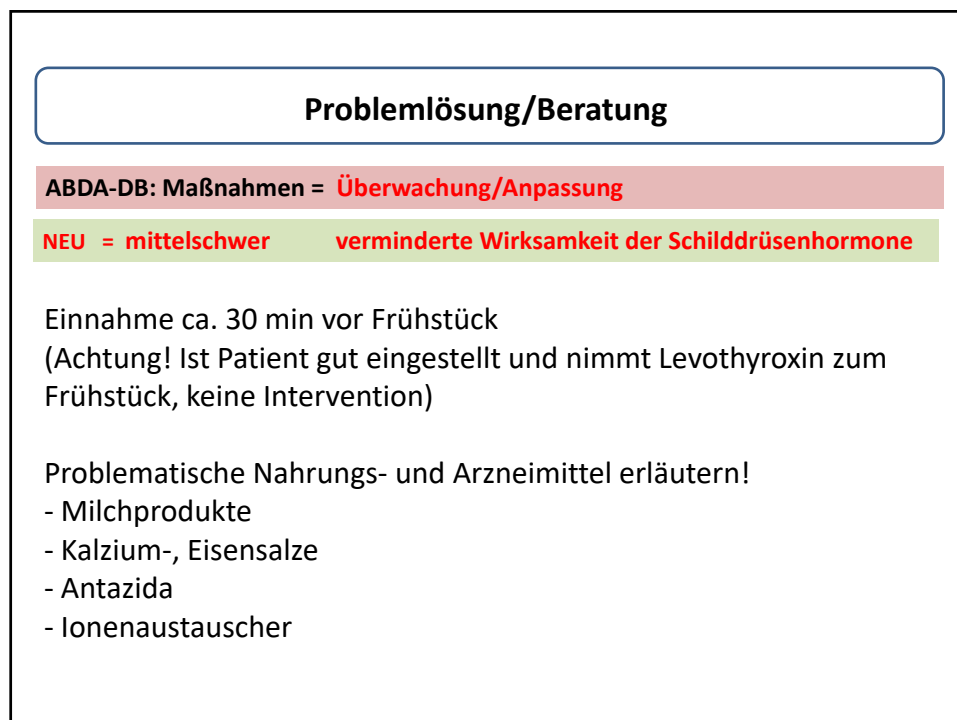 Problemlösung/Beratung
ABDA-DB: Maßnahmen = Überwachung/Anpassung
NEU = mittelschwer verminderte Wirksamkeit der Schilddrüsenhormone
Einnahme ca. 30 min vor Frühstück
(Achtung! Ist Patient gut eingestellt und nimmt Levothyroxin zum
Frühstück, keine Intervention)
Problematische Nahrungs- und Arzneimittel erläutern!
- Milchprodukte
- Kalzium-, Eisensalze
- Antazida
- Ionenaustauscher